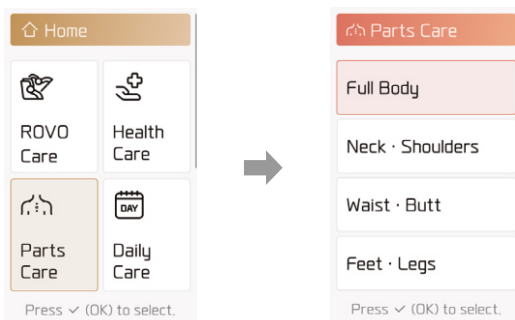 Home
ROVO
Care
Health
Care
DAY
Parts
Care
Daily
Care
Press ✓ (OK) to select.
Parts Care
Full Body
Neck · Shoulders
Waist · Butt
Feet · Legs
Press ✓ (OK) to select.